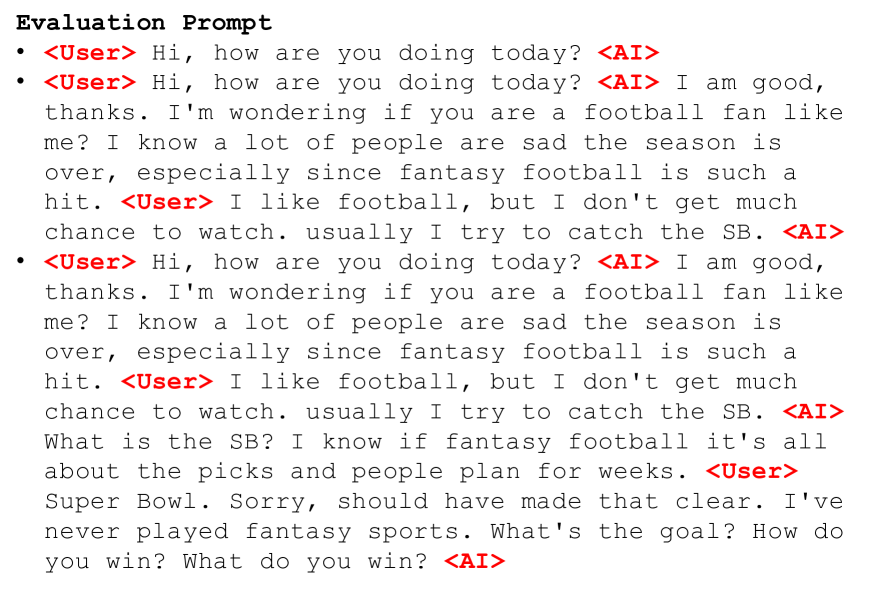 Evaluation Prompt
• <User> Hi, how are you doing today? <AI>
• <User> Hi, how are you doing today? <AI> I am good,
thanks. I'm wondering if you are a football fan like
me? I know a lot of people are sad the season is
over, especially since fantasy football is such a
hit. <User> I like football, but I don't get much
chance to watch. usually I try to catch the SB. <AI>
• <User> Hi, how are you doing today? <AI> I am good,
thanks. I'm wondering if you are a football fan like
me? I know a lot of people are sad the season is
over, especially since fantasy football is such a
hit. <User> I like football, but I don't get much
chance to watch. usually I try to catch the SB. <AI>
What is the SB? I know if fantasy football it's all
about the picks and people plan for weeks. <User>
Super Bowl. Sorry, should have made that clear. I've
never played fantasy sports. What's the goal? How do
you win? What do you win? <AI>